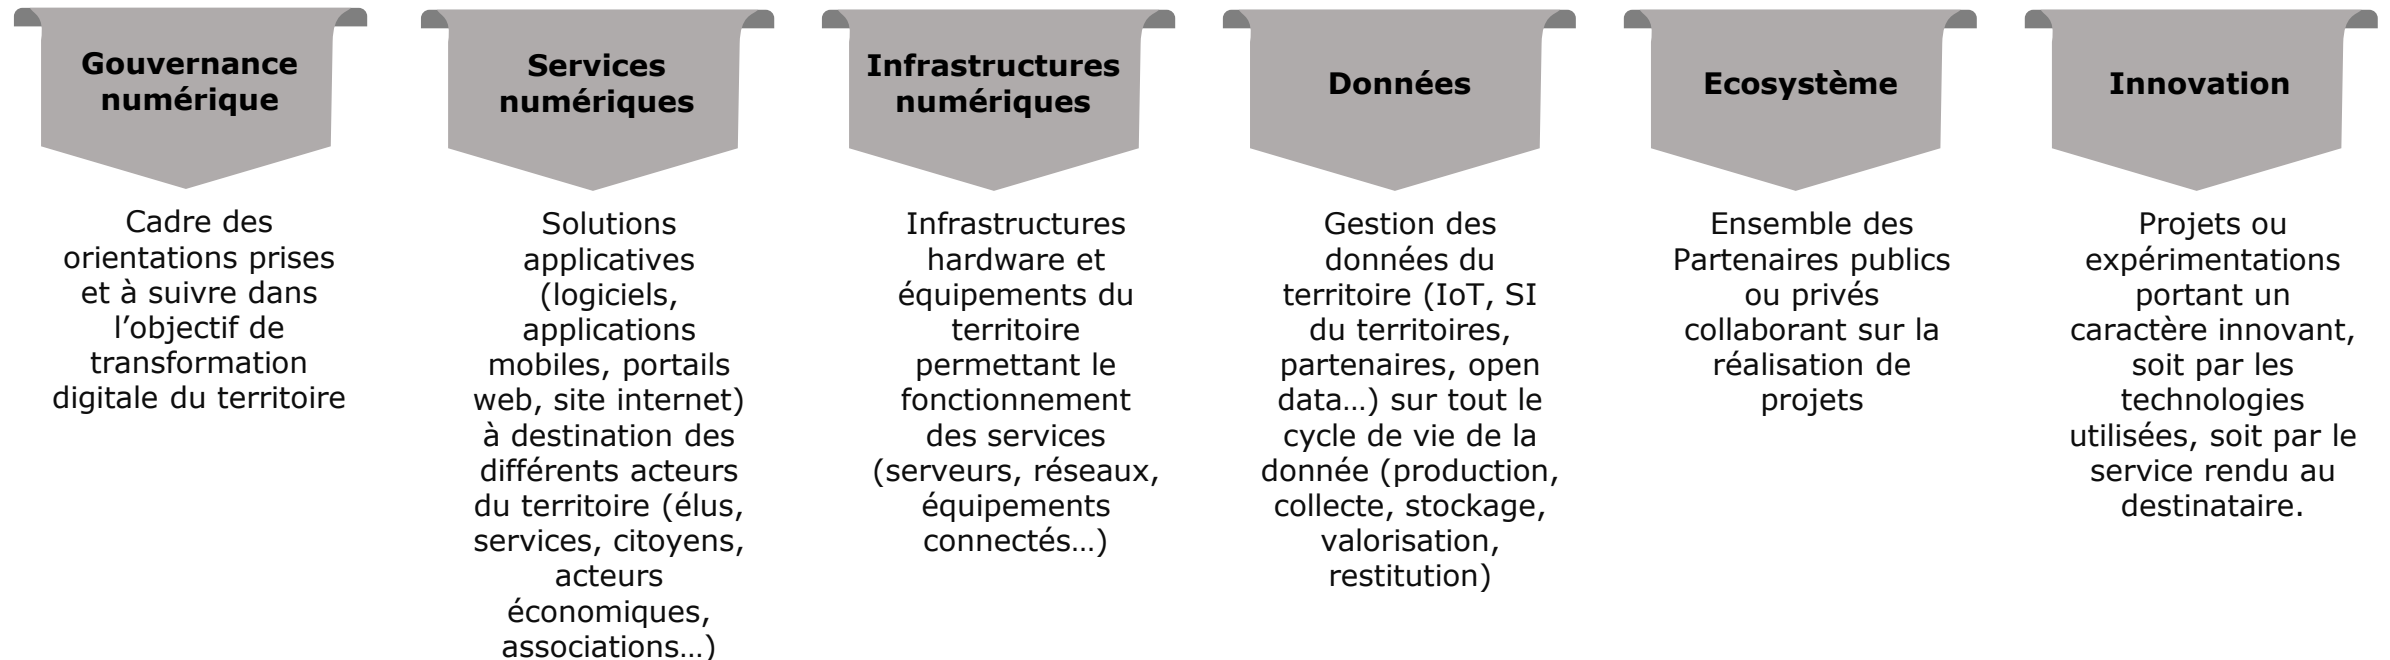 Gouvernance
numérique
Cadre des
orientations prises
et à suivre dans
l’objectif de
transformation
digitale du territoire
Services
numériques
Solutions
applicatives
(logiciels,
applications
mobiles, portails
web, site internet)
à destination des
différents acteurs
du territoire (élus,
services, citoyens,
acteurs
économiques,
associations…)
Infrastructures
numériques
Infrastructures
hardware et
équipements du
territoire
permettant le
fonctionnement
des services
(serveurs, réseaux,
équipements
connectés…)
Données
Gestion des
données du
territoire (IoT, SI
du territoires,
partenaires, open
data…) sur tout le
cycle de vie de la
donnée (production,
collecte, stockage,
valorisation,
restitution)
Ecosystème
Ensemble des
Partenaires publics
ou privés
collaborant sur la
réalisation de
projets
Innovation
Projets ou
expérimentations
portant un
caractère innovant,
soit par les
technologies
utilisées, soit par le
service rendu au
destinataire.